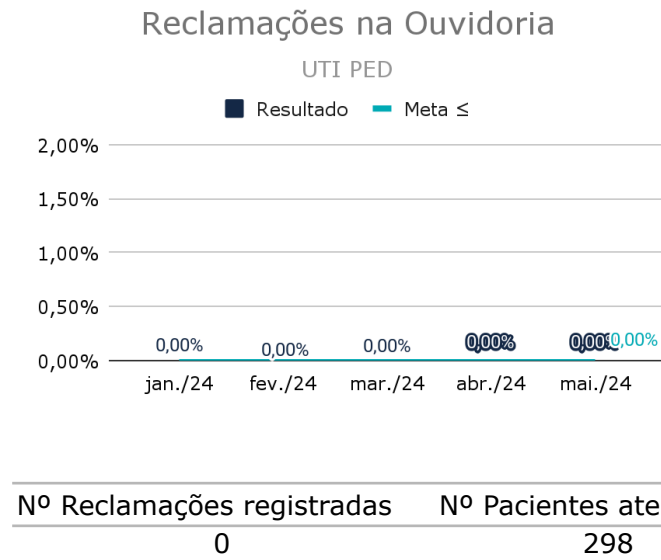 Reclamações na Ouvidoria
UTI PED
Resultado Meta ≤
2,00%
1,50%
1,00%
0,50%
0,00%
0,00% 0,00% 0,00% 0,00% 0,00% 0,00%
jan./24 fev./24 mar./24 abr./24 mai./24
Nº Reclamações registradas Nº Pacientes ate
0 298